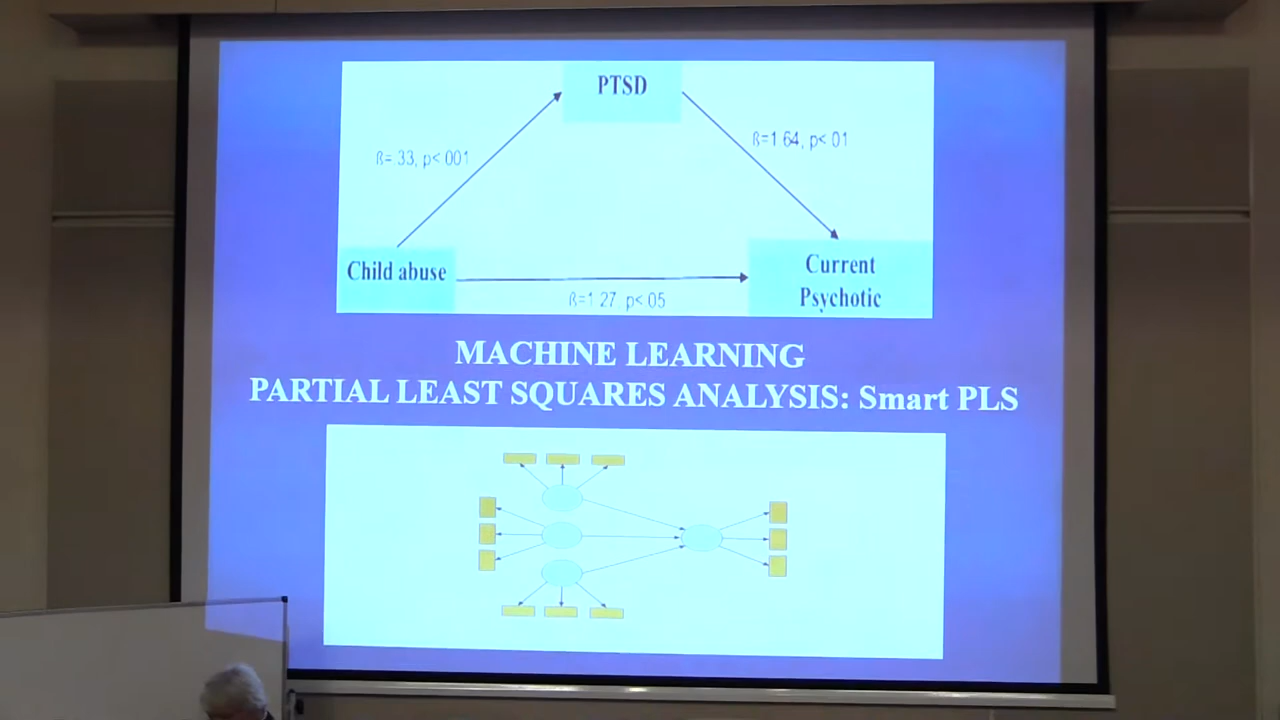 PTSD
ß=.33, p<.001
ß=1.64, p<.01
Child abuse
Current
Psychotic
ß=1.27, p<.05
MACHINE LEARNING
PARTIAL LEAST SQUARES ANALYSIS: Smart PLS